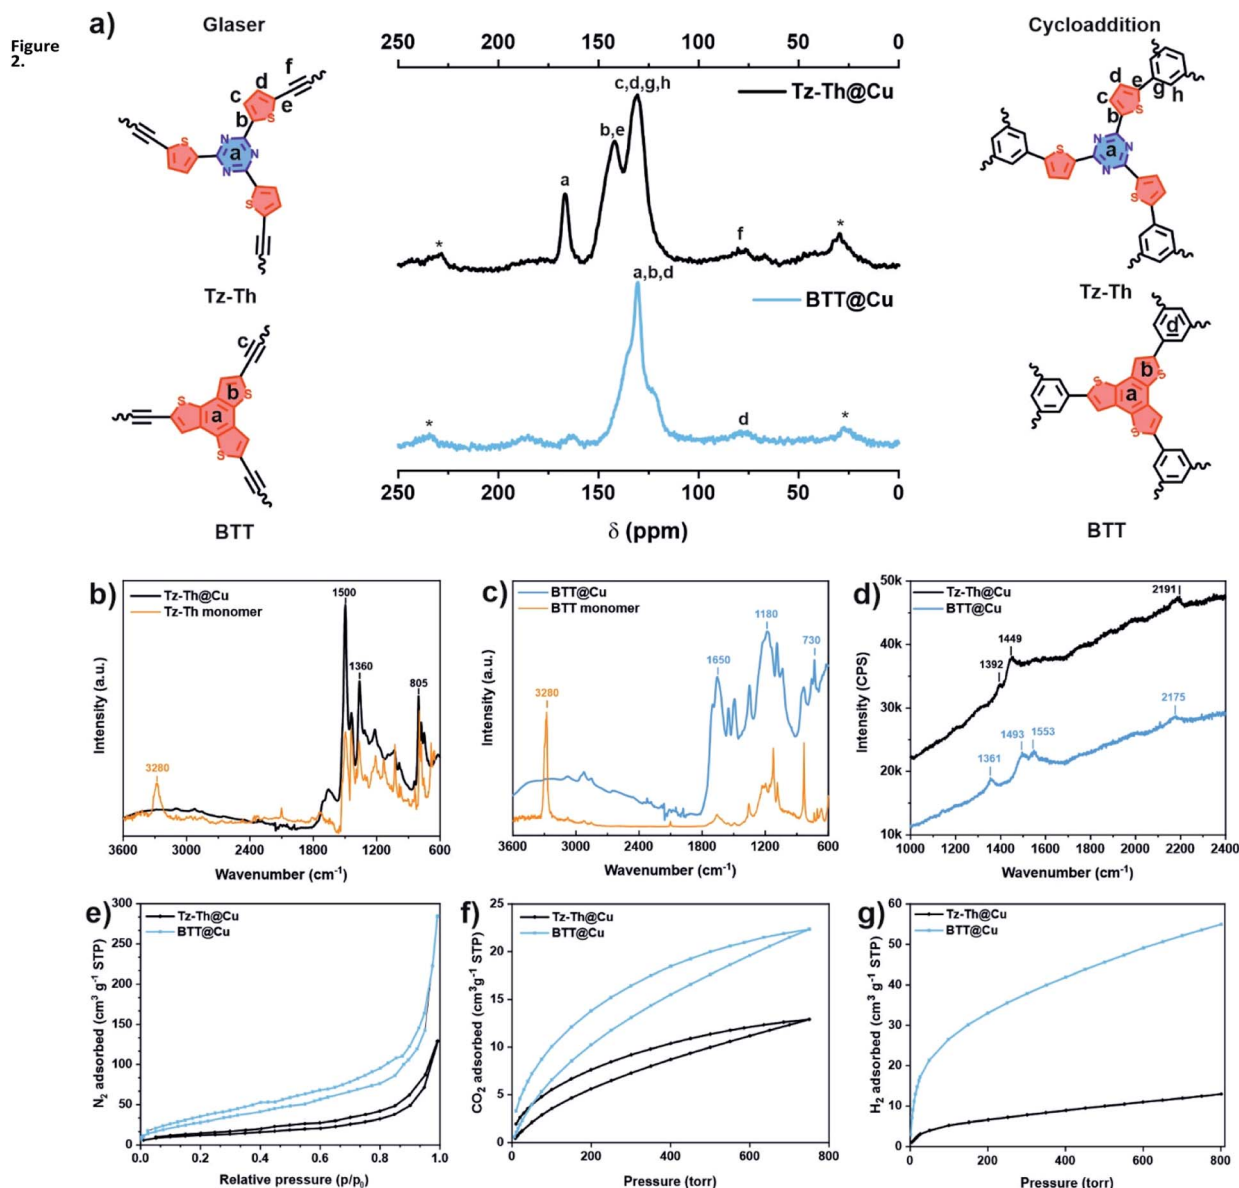 Figure
2.
a)
Glaser
Cycloaddition
250 200 150 100 50 0
Tz-Th@Cu
c,d,g,h
b,e
a
*
f
*
a,b,d
BTT@Cu
*
d
*
250 200 150 100 50 0
δ (ppm)
f
d
c
e
b
S
N
a
N
N
S
S
Tz-Th
c
S
b
S
a
S
BTT
d
e
g
h
c
S
b
N
a
N
N
S
S
Tz-Th
d
b
S
S
a
S
BTT
b)
Tz-Th@Cu
Tz-Th monomer
1500
1360
805
3280
Intensity (a.u.)
3600 3000 2400 1800 1200 600
Wavenumber (cm-1)
c)
BTT@Cu
BTT monomer
1180
1650
730
3280
Intensity (a.u.)
3600 3000 2400 1800 1200 600
Wavenumber (cm-1)
d)
Tz-Th@Cu
BTT@Cu
2191
1449
1392
2175
1493
1553
1361
50k
40k
30k
20k
10k
Intensity (CPS)
1000 1200 1400 1600 1800 2000 2200 2400
Wavenumber (cm-1)
e)
Tz-Th@Cu
BTT@Cu
300
250
200
150
100
50
0
N2 adsorbed (cm3 g-1 STP)
0.0 0.2 0.4 0.6 0.8 1.0
Relative pressure (p/p0)
f)
Tz-Th@Cu
BTT@Cu
25
20
15
10
5
0
CO2 adsorbed (cm3g-1 STP)
0 200 400 600 800
Pressure (torr)
g)
Tz-Th@Cu
BTT@Cu
60
50
40
30
20
10
0
H2 adsorbed (cm3 g-1 STP)
0 200 400 600 800
Pressure (torr)